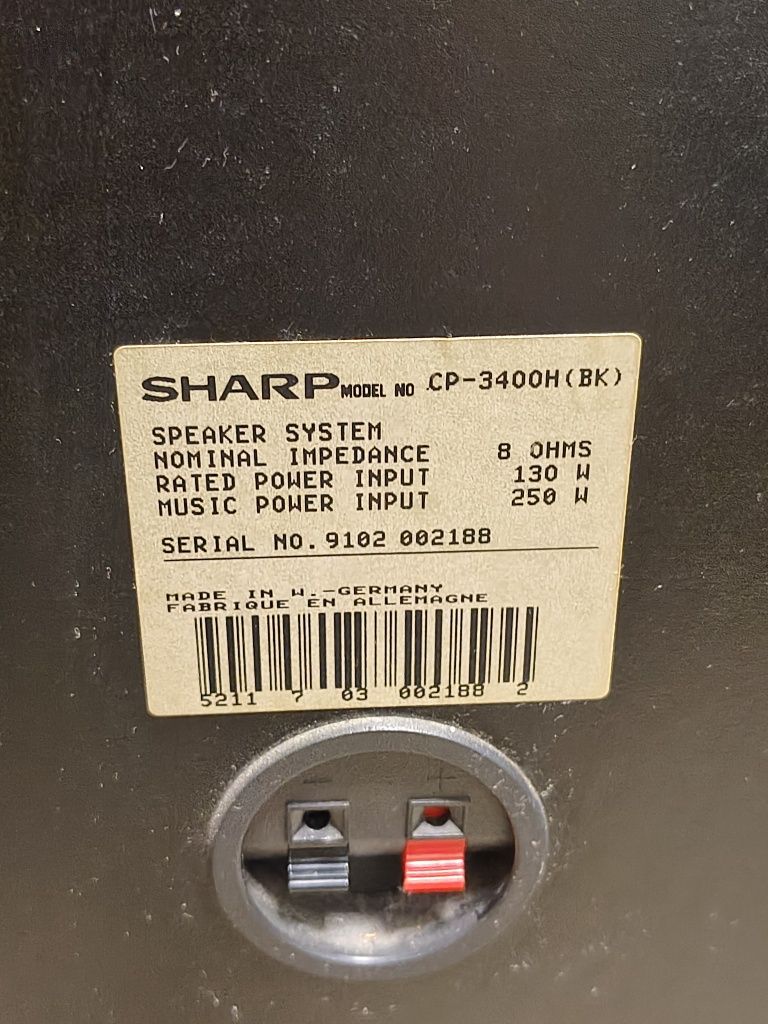 SHARP MODEL NO CP-3400H(BK)
SPEAKER SYSTEM
NOMINAL IMPEDANCE 8 OHMS
RATED POWER INPUT 130 W
MUSIC POWER INPUT 250 W
SERIAL NO. 9102 002188
MADE IN W.-GERMANY
FABRIQUE EN ALLEMAGNE
5211 7 03 002188 2
- +